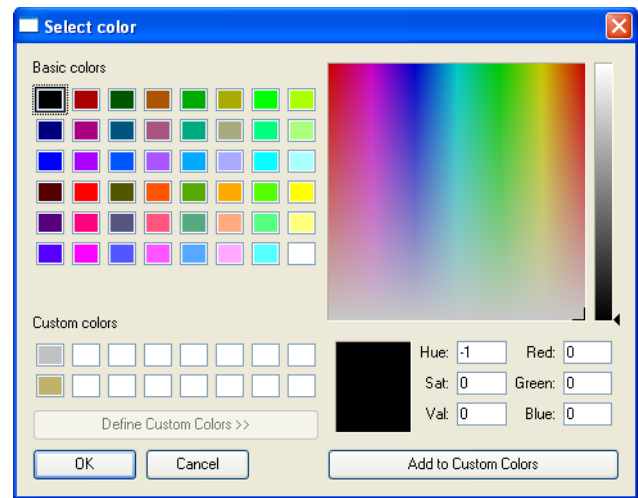 Select color
Basic colors
Custom colors
Define Custom Colors >>
OK Cancel
Hue: -1 Red: 0
Sat: 0 Green: 0
Val: 0 Blue: 0
Add to Custom Colors